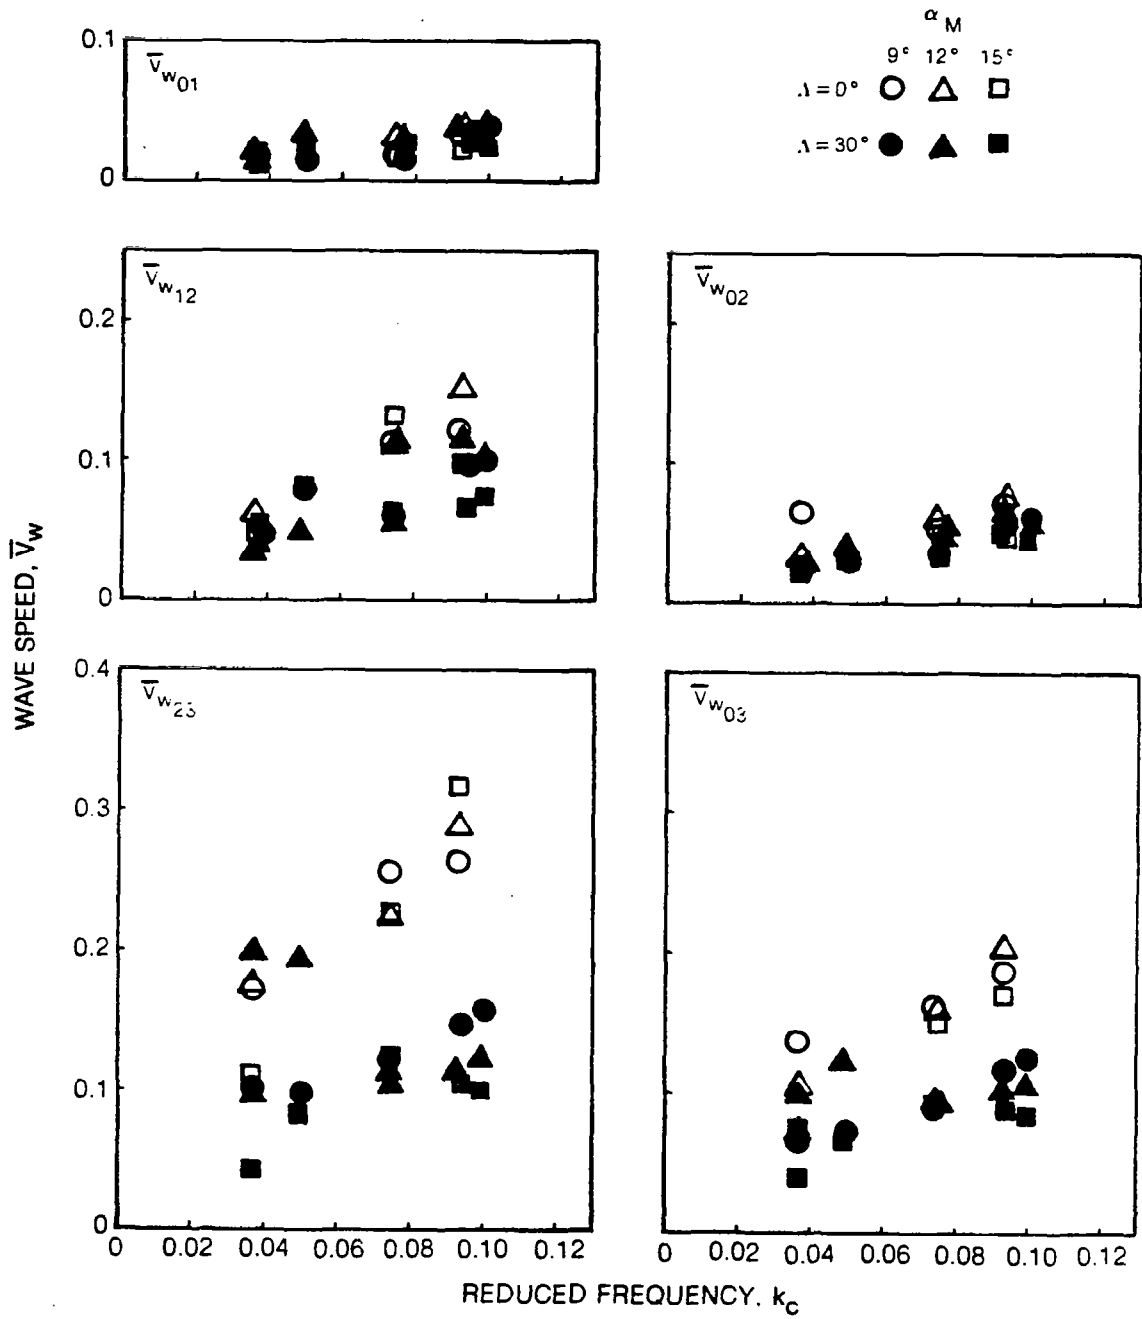 α M
9° 12° 15°
Λ = 0°
Λ = 30°
0.1
V̅w01
0
V̅w12
0.2
0.1
0
V̅w02
WAVE SPEED, V̅w
0.4
V̅w23
0.3
0.2
0.1
0
V̅w03
0 0.02 0.04 0.06 0.08 0.10 0.12
0 0.02 0.04 0.06 0.08 0.10 0.12
REDUCED FREQUENCY, kc